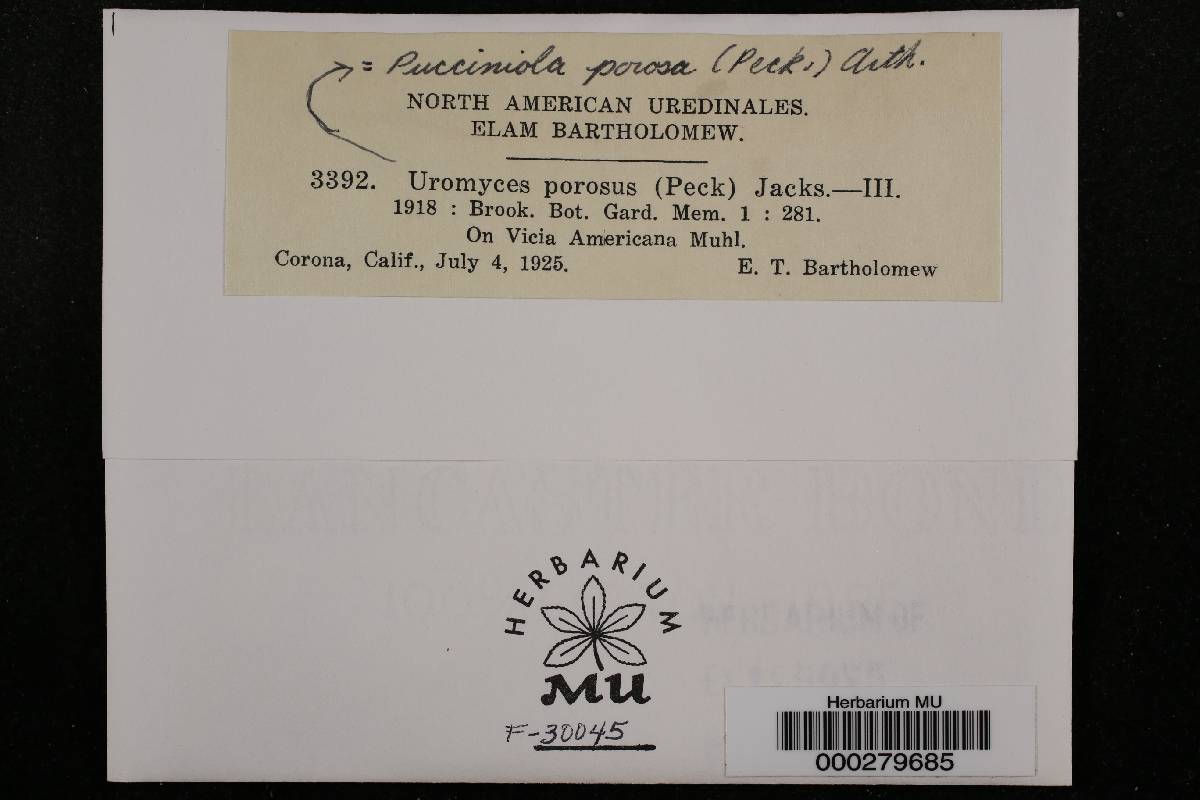 = Pucciniola porosa (Peck.) Arth.
NORTH AMERICAN UREDINALES.
ELAM BARTHOLOMEW.
3392. Uromyces porosus (Peck) Jacks.—III.
1918 : Brook. Bot. Gard. Mem. 1 : 281.
On Vicia Americana Muhl.
Corona, Calif., July 4, 1925. E. T. Bartholomew
HERBARIUM
MU
F-30045
Herbarium MU
000279685